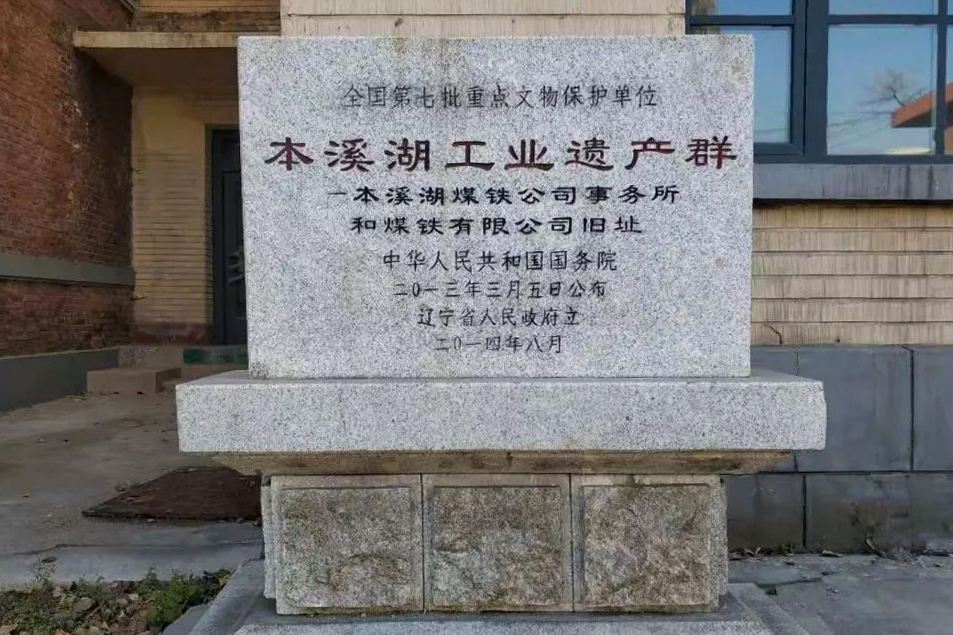 全国第七批重点文物保护单位
本溪湖工业遗产群
一本溪湖煤铁公司事务所
和煤铁有限公司旧址
中华人民共和国国务院
二0一三年三月五日公布
辽宁省人民政府立
二0一四年八月